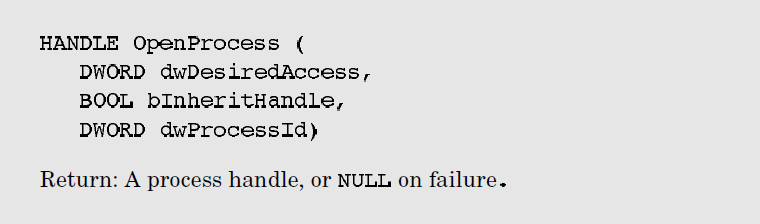 HANDLE OpenProcess (
DWORD dwDesiredAccess,
BOOL bInheritHandle,
DWORD dwProcessId)
Return: A process handle, or NULL on failure.